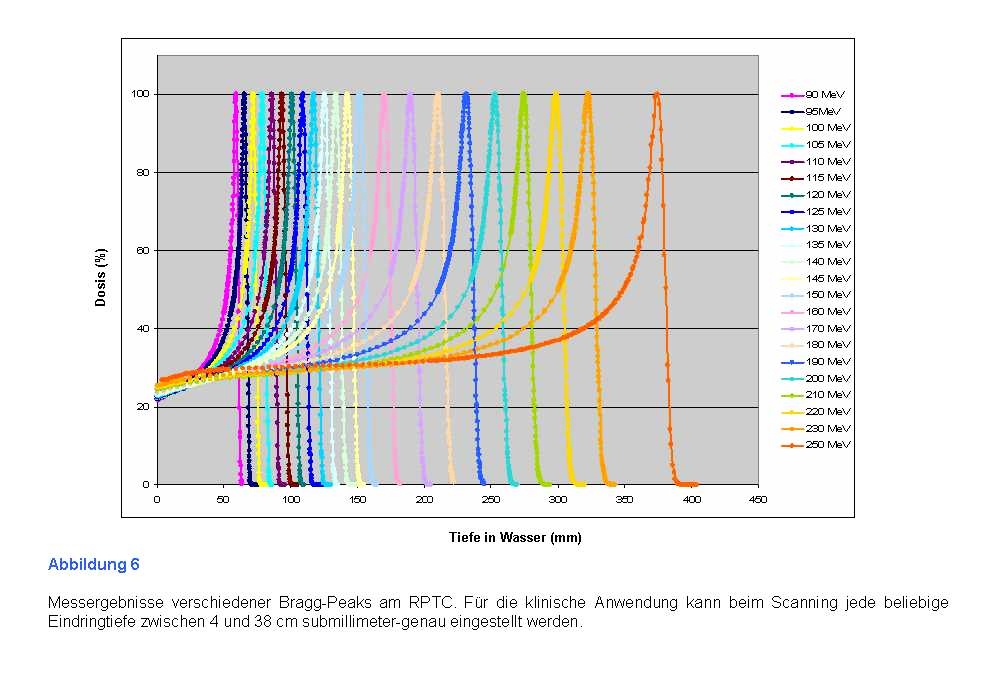 100
80
60
40
20
0
Dosis (%)
0 50 100 150 200 250 300 350 400 450
Tiefe in Wasser (mm)
90 MeV
95MeV
100 MeV
105 MeV
110 MeV
115 MeV
120 MeV
125 MeV
130 MeV
135 MeV
140 MeV
145 MeV
150 MeV
160 MeV
170 MeV
180 MeV
190 MeV
200 MeV
210 MeV
220 MeV
230 MeV
250 MeV
Abbildung 6
Messergebnisse verschiedener Bragg-Peaks am RPTC. Für die klinische Anwendung kann beim Scanning jede beliebige
Eindringtiefe zwischen 4 und 38 cm submillimeter-genau eingestellt werden.